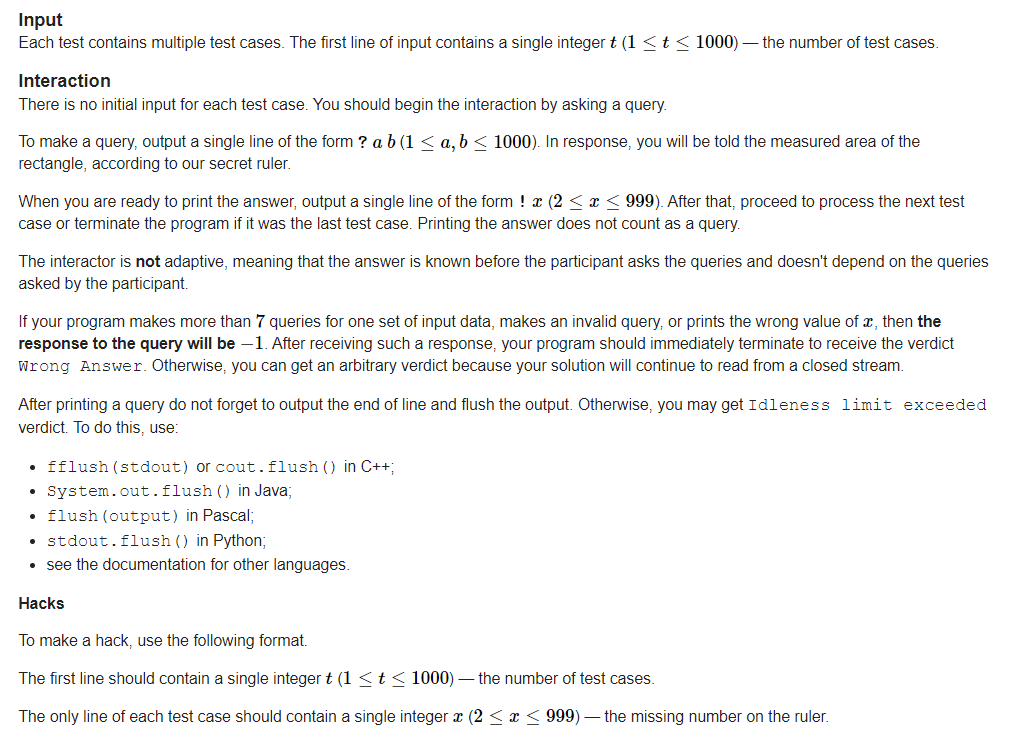 Input
Each test contains multiple test cases. The first line of input contains a single integer t (1 ≤ t ≤ 1000) — the number of test cases.
Interaction
There is no initial input for each test case. You should begin the interaction by asking a query.
To make a query, output a single line of the form ? a b (1 ≤ a, b ≤ 1000). In response, you will be told the measured area of the
rectangle, according to our secret ruler.
When you are ready to print the answer, output a single line of the form ! x (2 ≤ x ≤ 999). After that, proceed to process the next test
case or terminate the program if it was the last test case. Printing the answer does not count as a query.
The interactor is not adaptive, meaning that the answer is known before the participant asks the queries and doesn't depend on the queries
asked by the participant.
If your program makes more than 7 queries for one set of input data, makes an invalid query, or prints the wrong value of x, then the
response to the query will be −1. After receiving such a response, your program should immediately terminate to receive the verdict
Wrong Answer. Otherwise, you can get an arbitrary verdict because your solution will continue to read from a closed stream.
After printing a query do not forget to output the end of line and flush the output. Otherwise, you may get Idleness limit exceeded
verdict. To do this, use:
• fflush(stdout) or cout.flush() in C++;
• System.out.flush() in Java;
• flush(output) in Pascal;
• stdout.flush() in Python;
• see the documentation for other languages.
Hacks
To make a hack, use the following format.
The first line should contain a single integer t (1 ≤ t ≤ 1000) — the number of test cases.
The only line of each test case should contain a single integer x (2 ≤ x ≤ 999) — the missing number on the ruler.